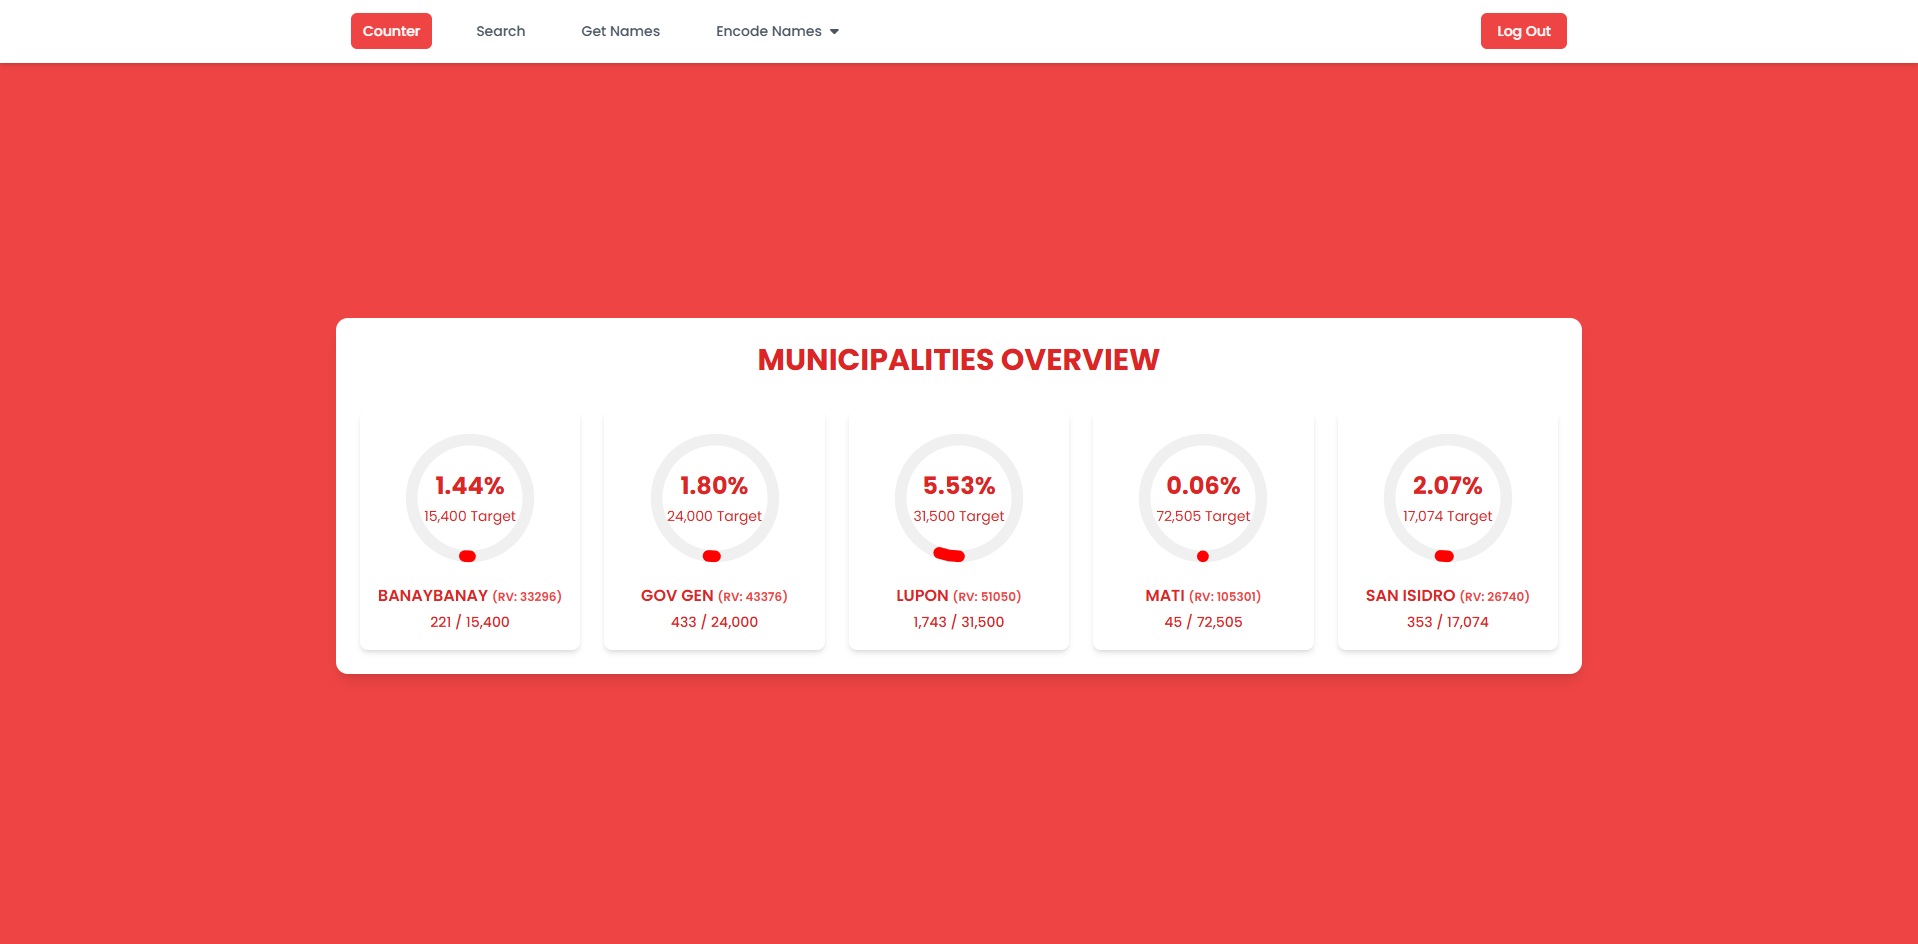 Counter
Search
Get Names
Encode Names
Log Out
MUNICIPALITIES OVERVIEW
1.44%
15,400 Target
BANAYBANAY (RV: 33296)
221 / 15,400
1.80%
24,000 Target
GOV GEN (RV: 43376)
433 / 24,000
5.53%
31,500 Target
LUPON (RV: 51050)
1,743 / 31,500
0.06%
72,505 Target
MATI (RV: 105301)
45 / 72,505
2.07%
17,074 Target
SAN ISIDRO (RV: 26740)
353 / 17,074